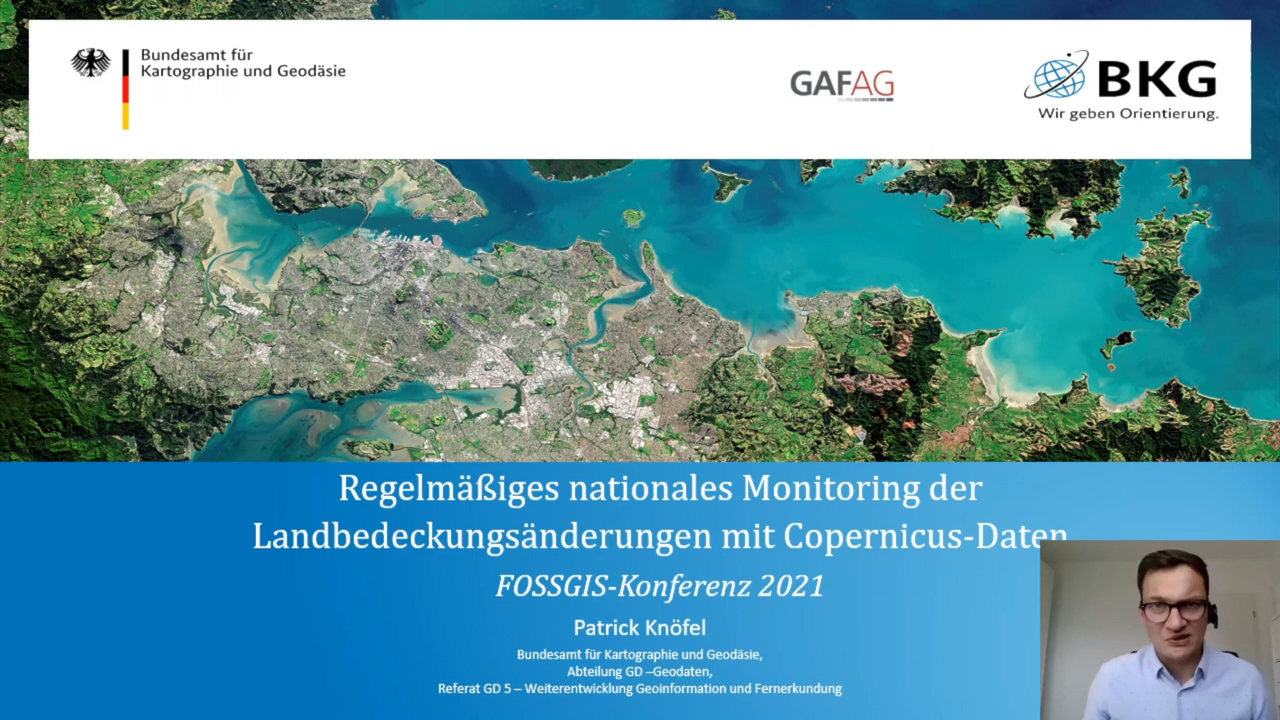 Bundesamt für
Kartographie und Geodäsie
GAFAG
BKG
Wir geben Orientierung.
Regelmäßiges nationales Monitoring der
Landbedeckungsänderungen mit Copernicus-Daten
FOSSGIS-Konferenz 2021
Patrick Knöfel
Bundesamt für Kartographie und Geodäsie,
Abteilung GD –Geodaten,
Referat GD 5 – Weiterentwicklung Geoinformation und Fernerkundung